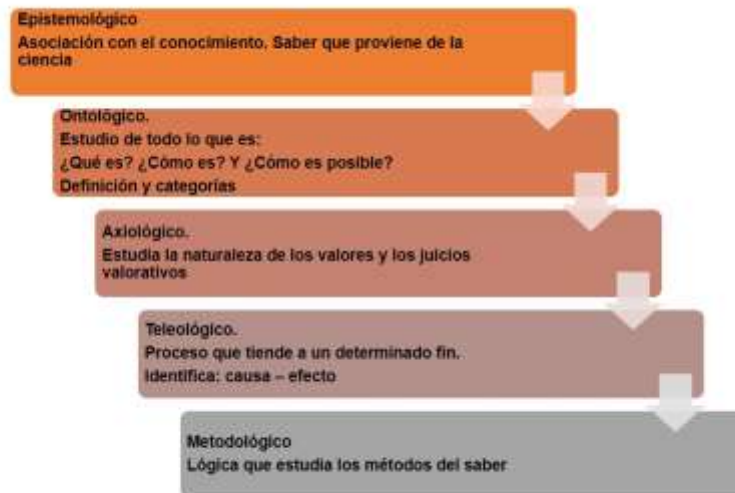 Epistemológico
Asociación con el conocimiento. Saber que proviene de la
ciencia
Ontológico.
Estudio de todo lo que es:
¿Qué es? ¿Cómo es? Y ¿Cómo es posible?
Definición y categorías
Axiológico.
Estudia la naturaleza de los valores y los juicios
valorativos
Teleológico.
Proceso que tiende a un determinado fin.
Identifica: causa – efecto
Metodológico
Lógica que estudia los métodos del saber